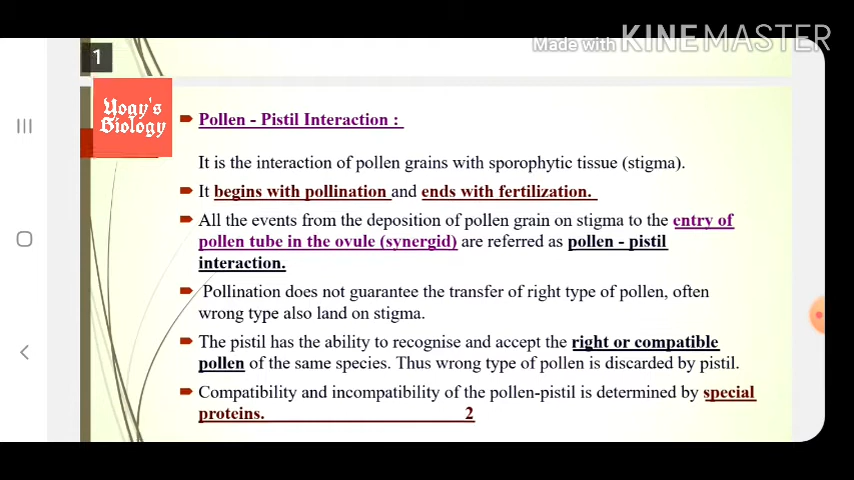 Made with KINEMASTER
1
Yogy's
Biology
Pollen - Pistil Interaction :
It is the interaction of pollen grains with sporophytic tissue (stigma).
It begins with pollination and ends with fertilization.
All the events from the deposition of pollen grain on stigma to the entry of
pollen tube in the ovule (synergid) are referred as pollen - pistil
interaction.
Pollination does not guarantee the transfer of right type of pollen, often
wrong type also land on stigma.
The pistil has the ability to recognise and accept the right or compatible
pollen of the same species. Thus wrong type of pollen is discarded by pistil.
Compatibility and incompatibility of the pollen-pistil is determined by special
proteins. 2